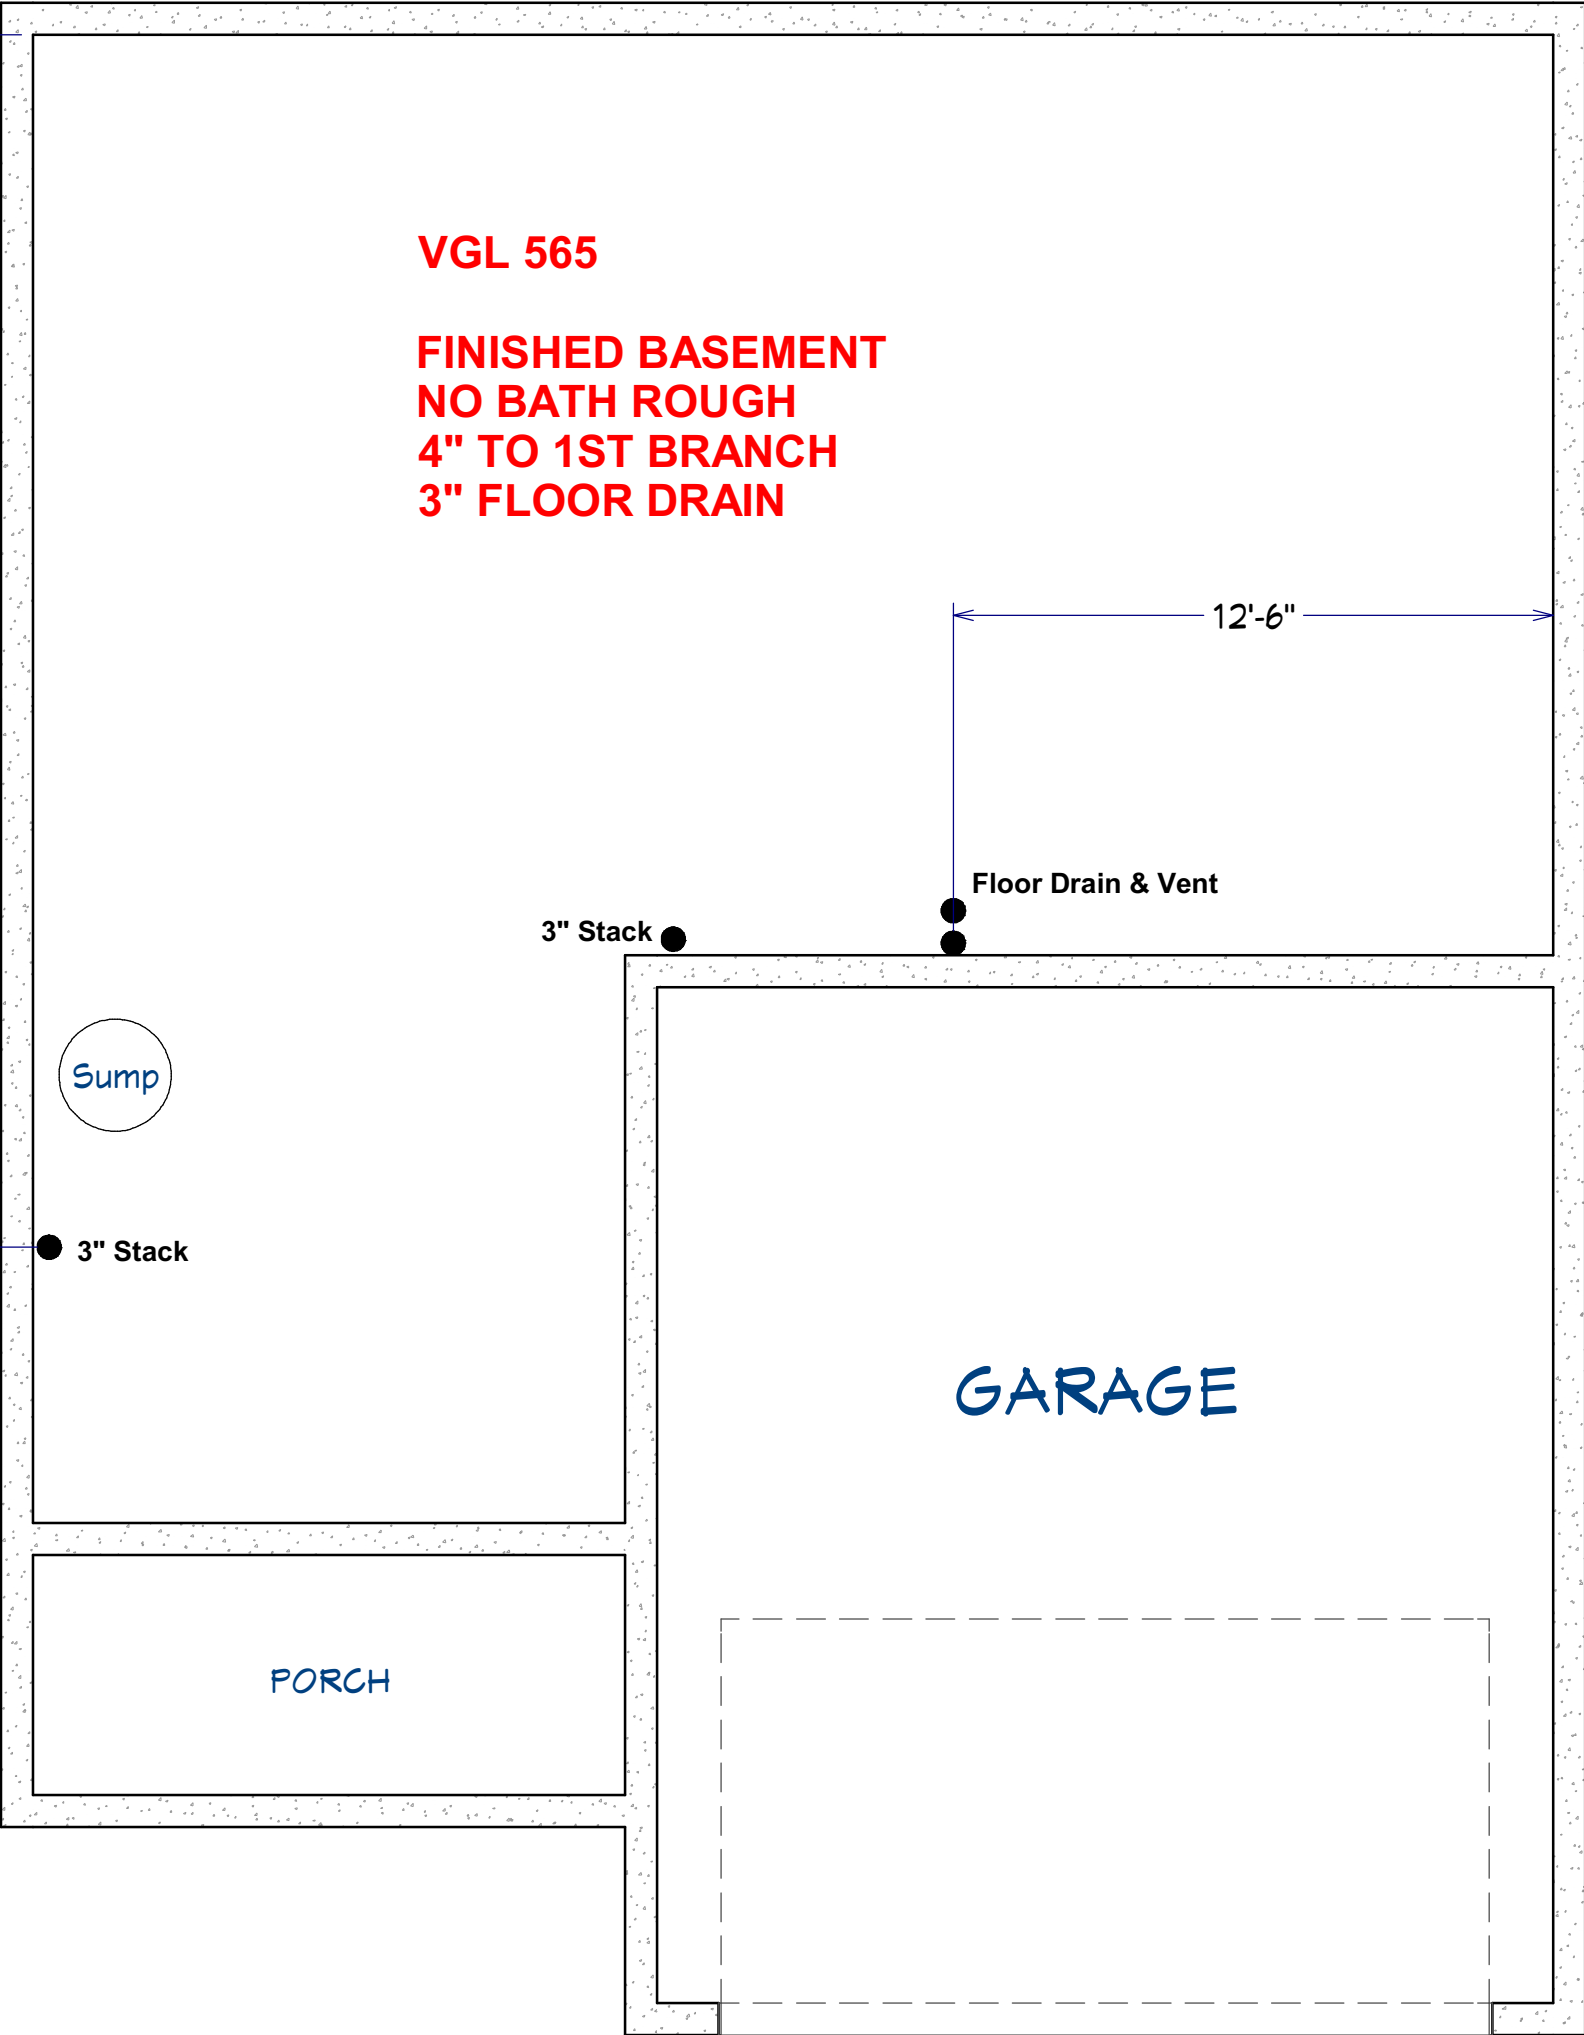 VGL 565
FINISHED BASEMENT
NO BATH ROUGH
4" TO 1ST BRANCH
3" FLOOR DRAIN
12'-6"
Floor Drain & Vent
3" Stack
Sump
3" Stack
GARAGE
PORCH